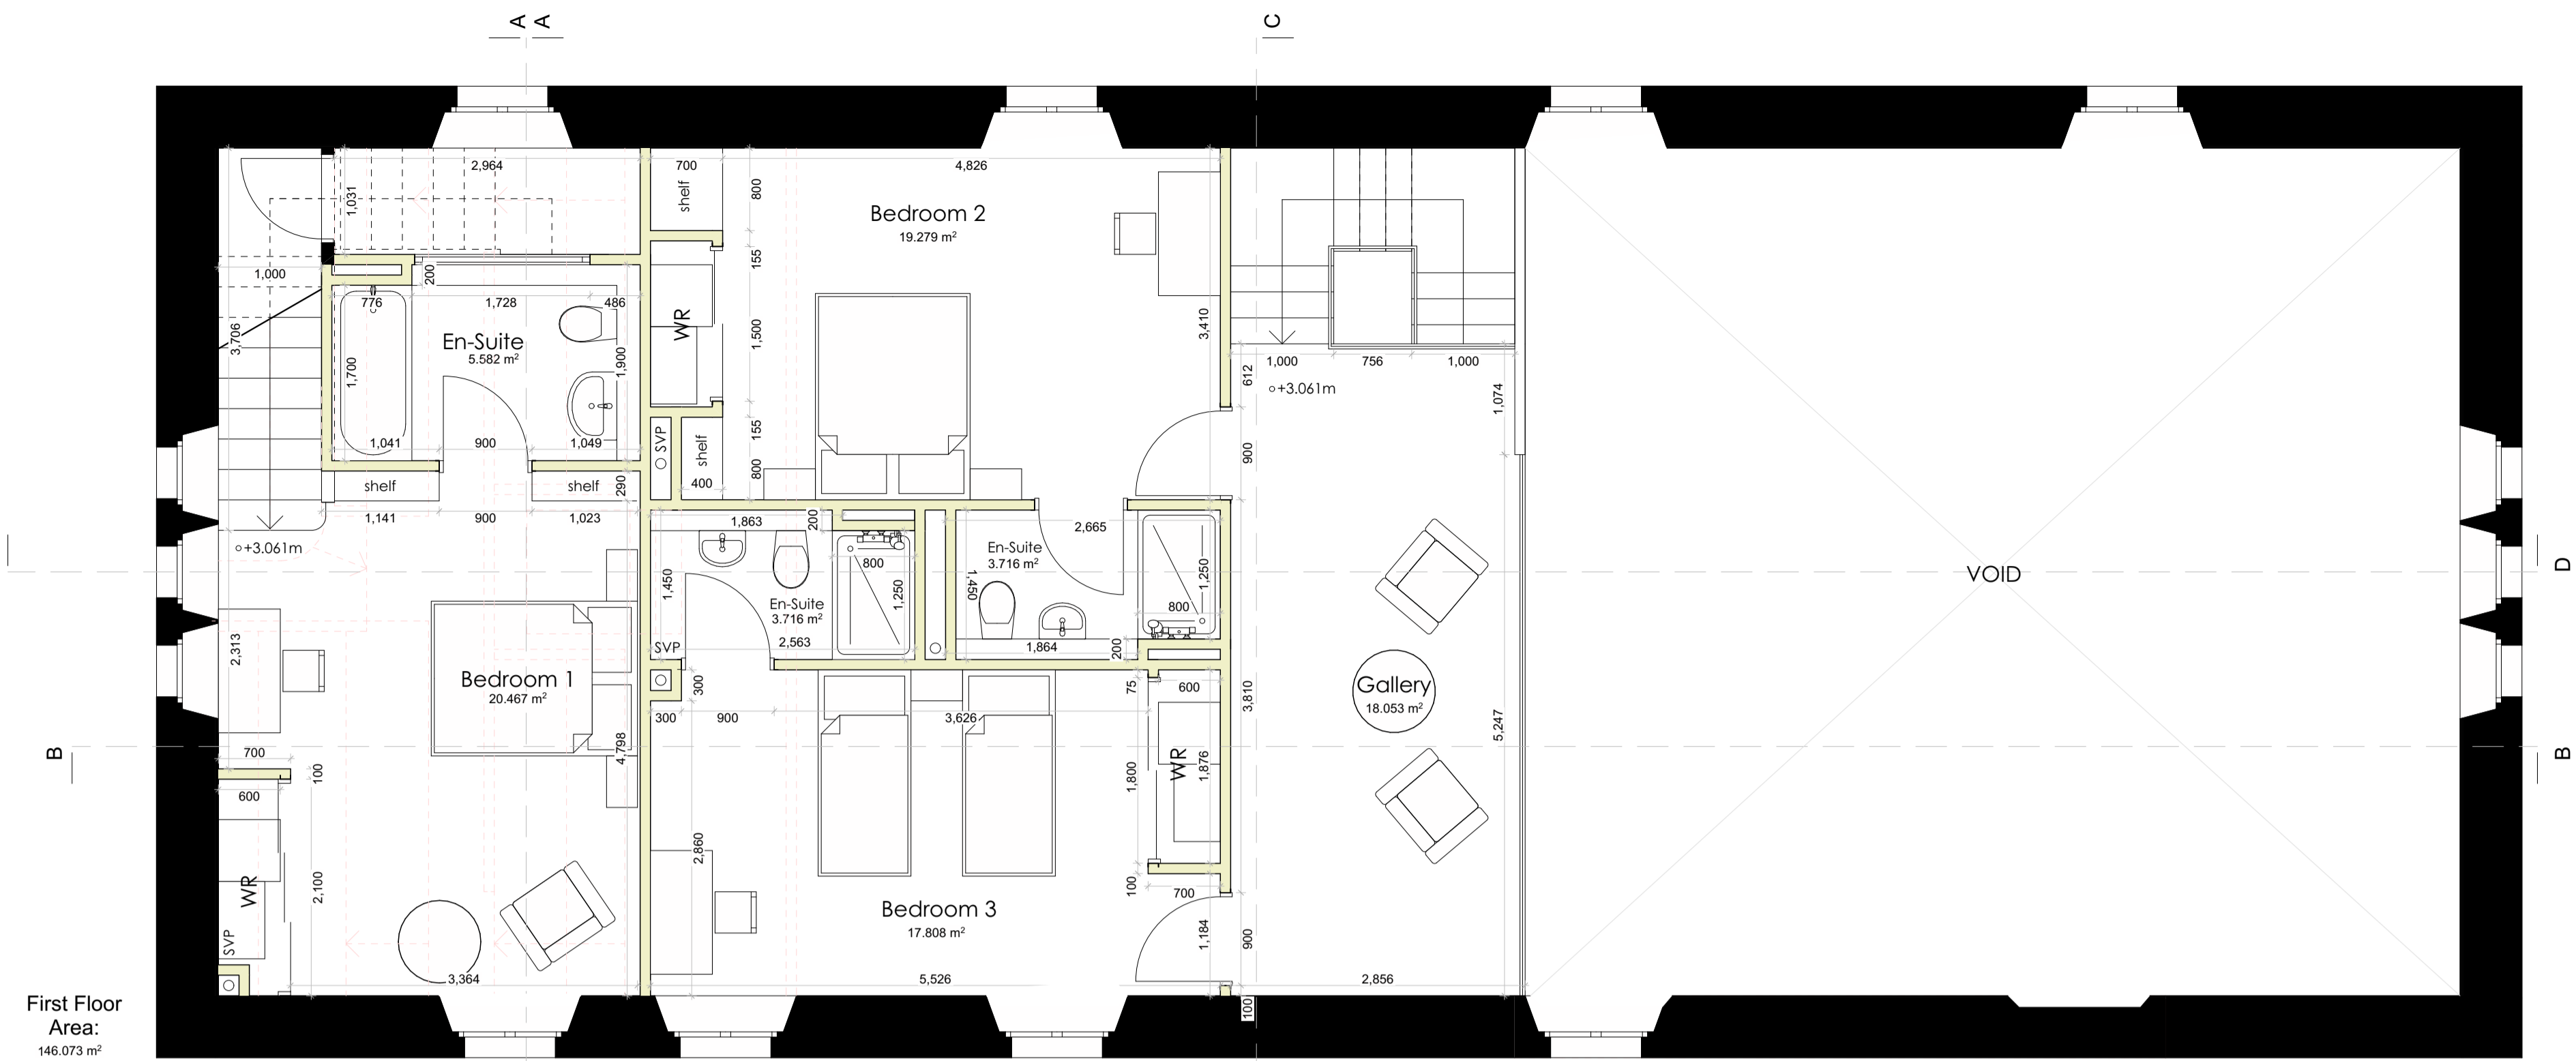 A A
C
2,964
700
4,826
shelf
800
1,031
Bedroom 2
19.279 m²
155
1,000
200
776
1,728
486
WR
1,500
3,410
3,706
En-Suite
5.582 m²
1,700
1,900
1,000
756
1,000
612
+3.061m
1,074
1,041
900
1,049
SVP
shelf
155
800
400
900
shelf
shelf
290
1,141
900
1,023
1,863
200
2,665
+3.061m
En-Suite
3.716 m²
800
1,450
1,250
1,450
1,250
800
En-Suite
3.716 m²
VOID
D
2,313
SVP
2,563
1,864
200
Bedroom 1
20.467 m²
300
75
600
3,810
Gallery
18.053 m²
300
900
3,626
5,247
B
700
4,798
WR
1,876
1,800
B
100
600
2,860
WR
2,100
100
700
SVP
Bedroom 3
17.808 m²
1,184
900
3,364
5,526
2,856
100
First Floor
Area:
146.073 m²